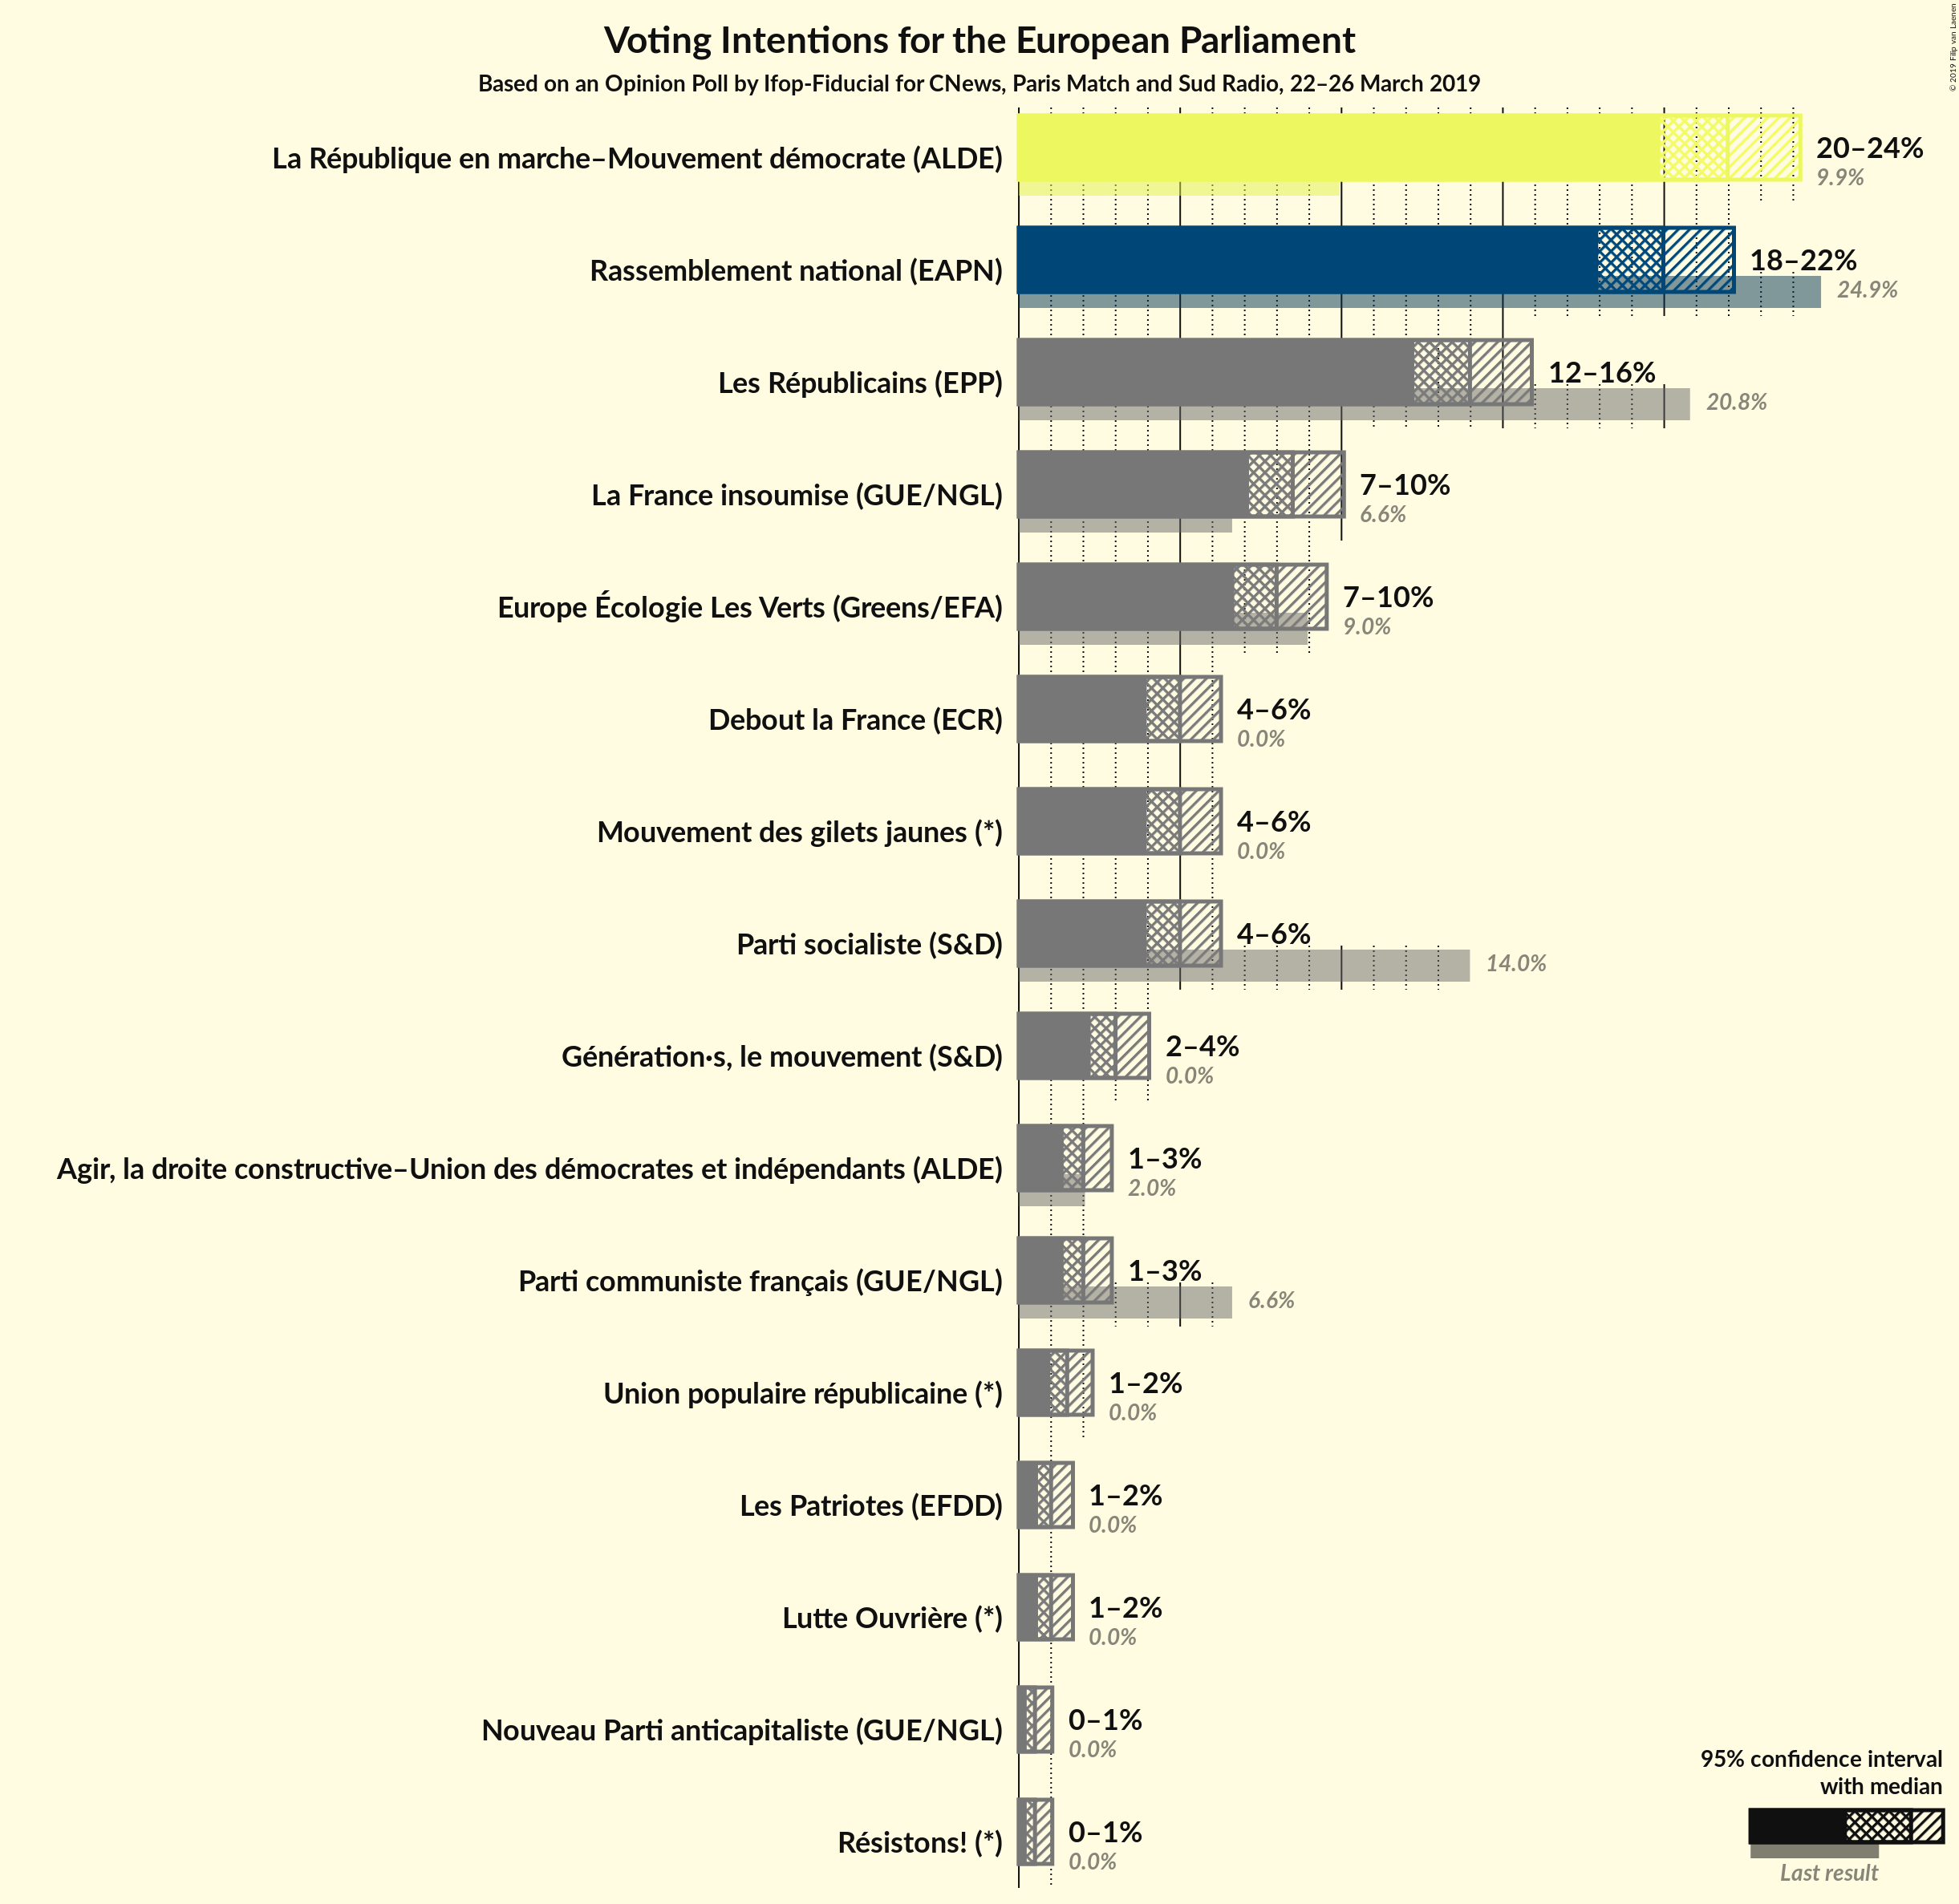 Voting Intentions for the European Parliament
Based on an Opinion Poll by Ifop-Fiducial for CNews, Paris Match and Sud Radio, 22–26 March 2019
© 2019 Filip van Laenen
La République en marche–Mouvement démocrate (ALDE)
20–24%
9.9%
Rassemblement national (EAPN)
18–22%
24.9%
Les Républicains (EPP)
12–16%
20.8%
La France insoumise (GUE/NGL)
7–10%
6.6%
Europe Écologie Les Verts (Greens/EFA)
7–10%
9.0%
Debout la France (ECR)
4–6%
0.0%
Mouvement des gilets jaunes (*)
4–6%
0.0%
Parti socialiste (S&D)
4–6%
14.0%
Génération·s, le mouvement (S&D)
2–4%
0.0%
Agir, la droite constructive–Union des démocrates et indépendants (ALDE)
1–3%
2.0%
Parti communiste français (GUE/NGL)
1–3%
6.6%
Union populaire républicaine (*)
1–2%
0.0%
Les Patriotes (EFDD)
1–2%
0.0%
Lutte Ouvrière (*)
1–2%
0.0%
Nouveau Parti anticapitaliste (GUE/NGL)
0–1%
0.0%
Résistons! (*)
0–1%
0.0%
95% confidence interval
with median
Last result